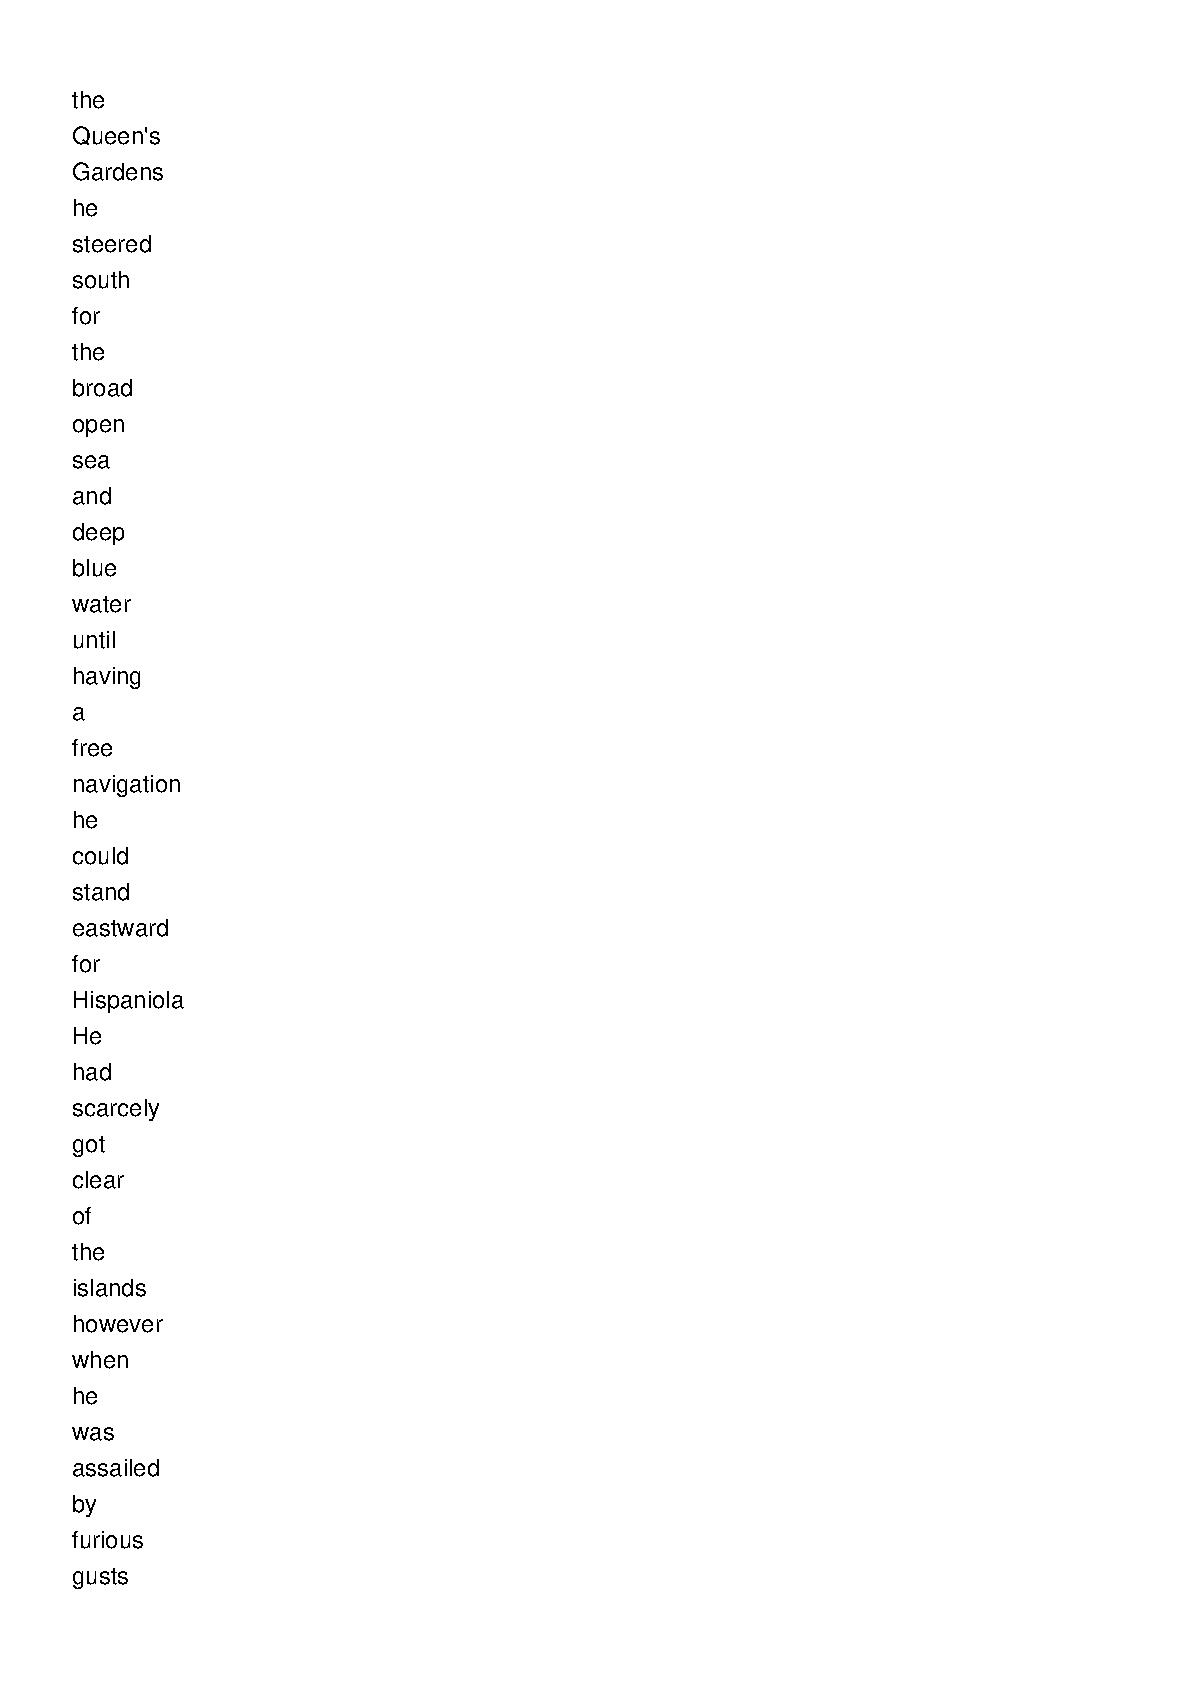 the
Queen's
Gardens
he
steered
south
for
the
broad
open
sea
and
deep
blue
water
until
having
a
free
navigation
he
could
stand
eastward
for
Hispaniola
He
had
scarcely
got
clear
of
the
islands
however
when
he
was
assailed
by
furious
gusts